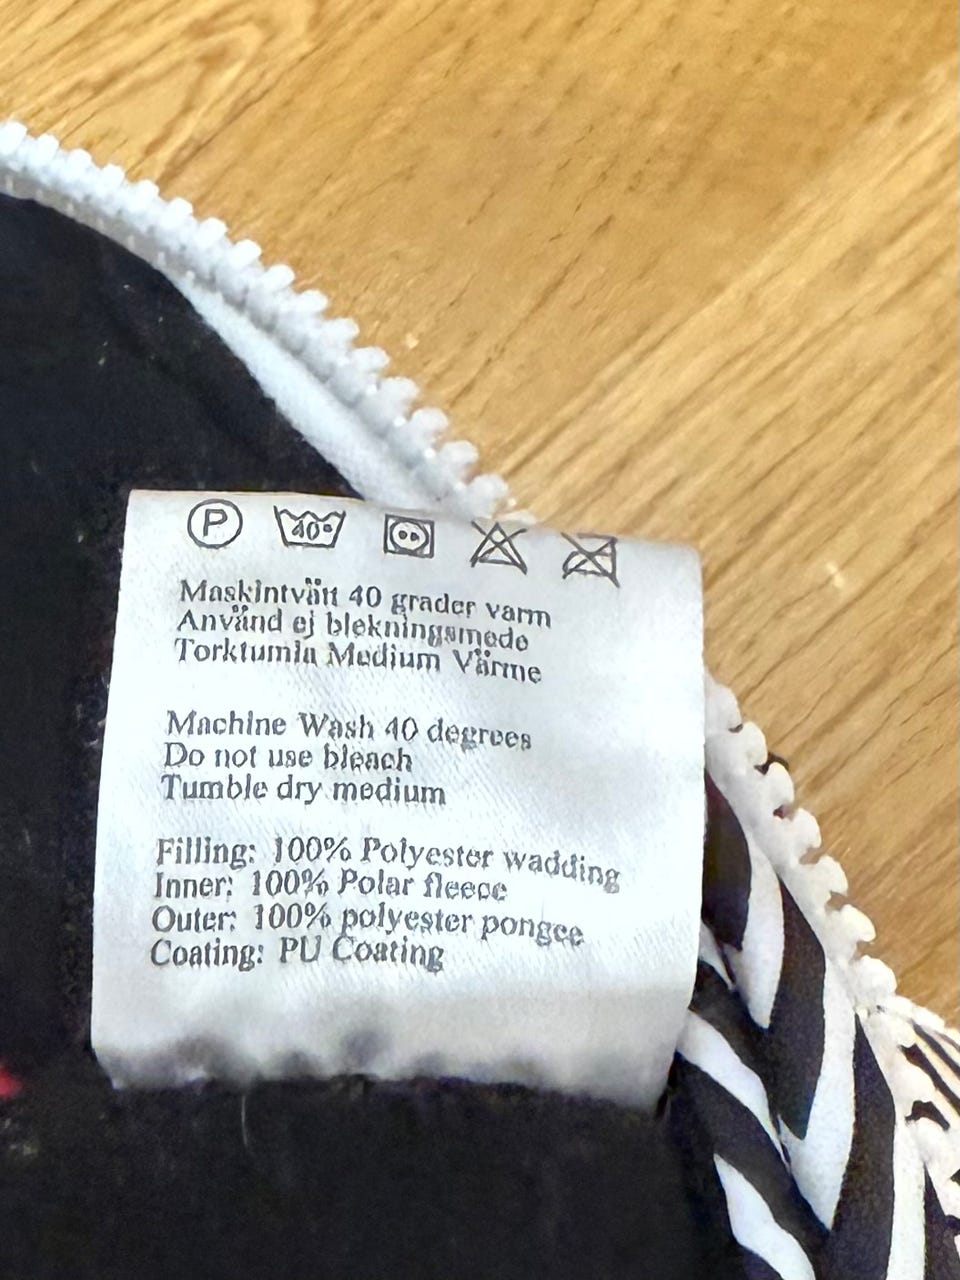 P 40°
Maskintvätt 40 grader varm
Använd ej blekningsmede
Torktumla Medium Värme
Machine Wash 40 degrees
Do not use bleach
Tumble dry medium
Filling: 100% Polyester wadding
Inner: 100% Polar fleece
Outer: 100% polyester pongee
Coating: PU Coating